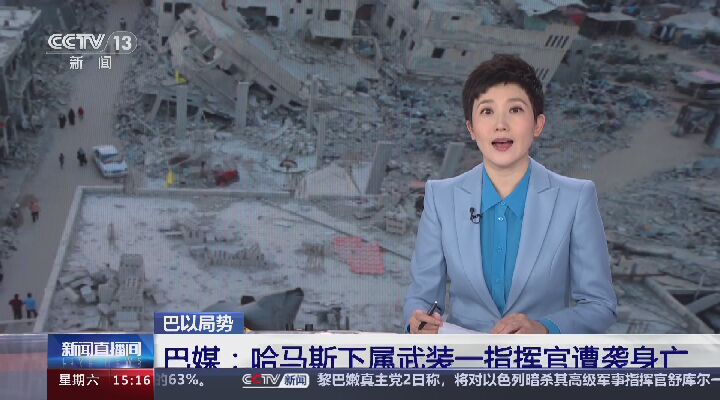 CCTV 13
新闻
巴以局势
新闻直播间
巴媒：哈马斯下属武装一指挥官遭袭身亡
星期六 15:16 的63%。 CCTV 新闻 黎巴嫩真主党2日称，将对以色列暗杀其高级军事指挥官舒库尔一